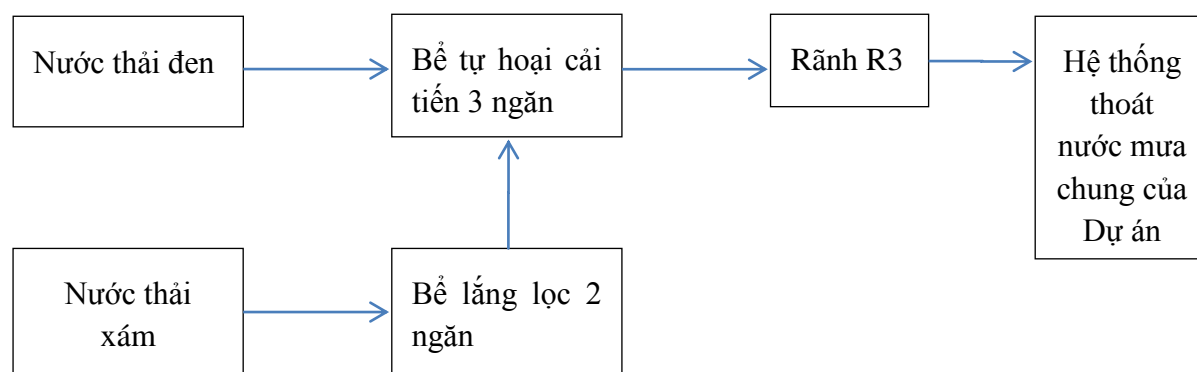 Nước thải đen
Bể tự hoại cải
tiến 3 ngăn
Rãnh R3
Hệ thống
thoát
nước mưa
chung của
Dự án
Nước thải
xám
Bể lắng lọc 2
ngăn